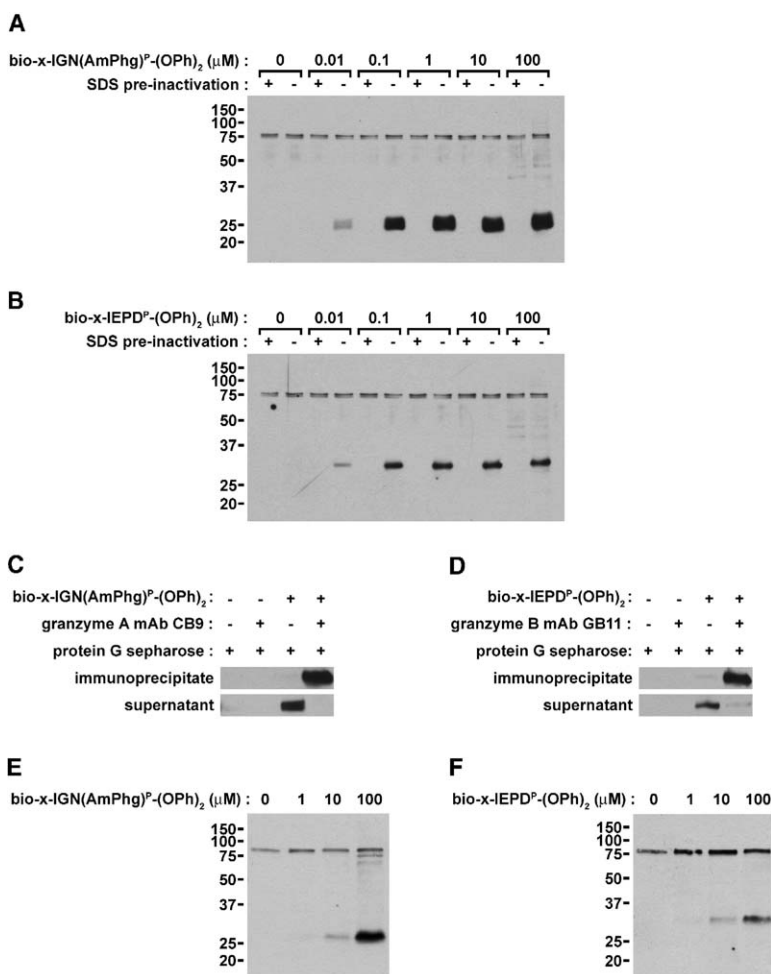 A
bio-x-IGN(AmPhg)ᴾ-(OPh)₂ (μM) : 0 0.01 0.1 1 10 100
SDS pre-inactivation : + - + - + - + - + - + -
150-
100-
75-
50-
37-
25-
20-
B
bio-x-IEPDᴾ-(OPh)₂ (μM) : 0 0.01 0.1 1 10 100
SDS pre-inactivation : + - + - + - + - + - + -
150-
100-
75-
50-
37-
25-
20-
C
bio-x-IGN(AmPhg)ᴾ-(OPh)₂ : - - + +
granzyme A mAb CB9 : - + - +
protein G sepharose : + + + +
immunoprecipitate
supernatant
D
bio-x-IEPDᴾ-(OPh)₂ : - - + +
granzyme B mAb GB11 : - + - +
protein G sepharose: + + + +
immunoprecipitate
supernatant
E
bio-x-IGN(AmPhg)ᴾ-(OPh)₂ (μM) : 0 1 10 100
150-
100-
75-
50-
37-
25-
20-
F
bio-x-IEPDᴾ-(OPh)₂ (μM) : 0 1 10 100
150-
100-
75-
50-
37-
25-
20-